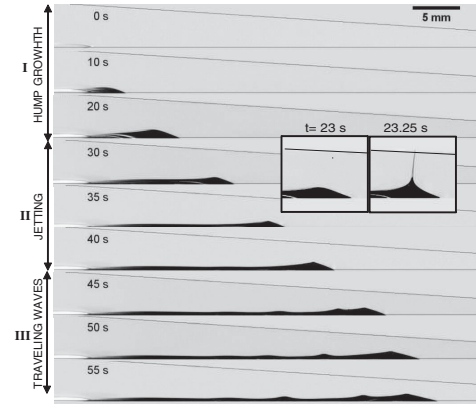 0 s
5 mm
10 s
I
HUMP GROWHTH
20 s
t= 23 s
23.25 s
30 s
35 s
II
JETTING
40 s
45 s
50 s
III
TRAVELING WAVES
55 s